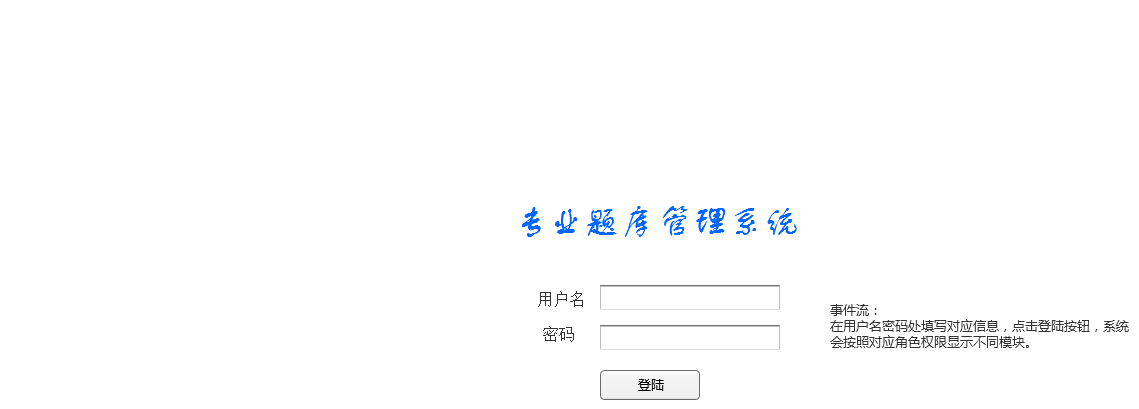 专业题库管理系统
用户名
密码
登陆
事件流：
在用户名密码处填写对应信息，点击登陆按钮，系统
会按照对应角色权限显示不同模块。